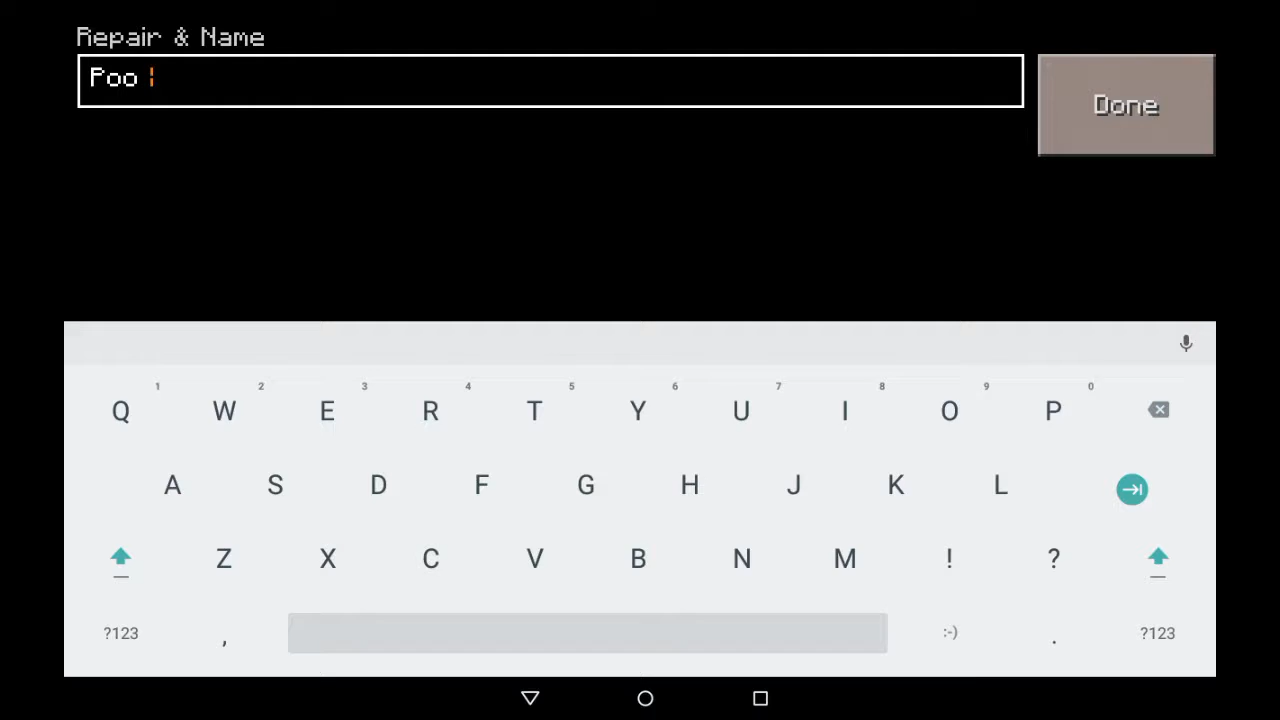 Repair & Name
Poo
Done
1 2 3 4 5 6 7 8 9 0
Q W E R T Y U I O P
A S D F G H J K L
Z X C V B N M ! ?
?123 , :-) . ?123